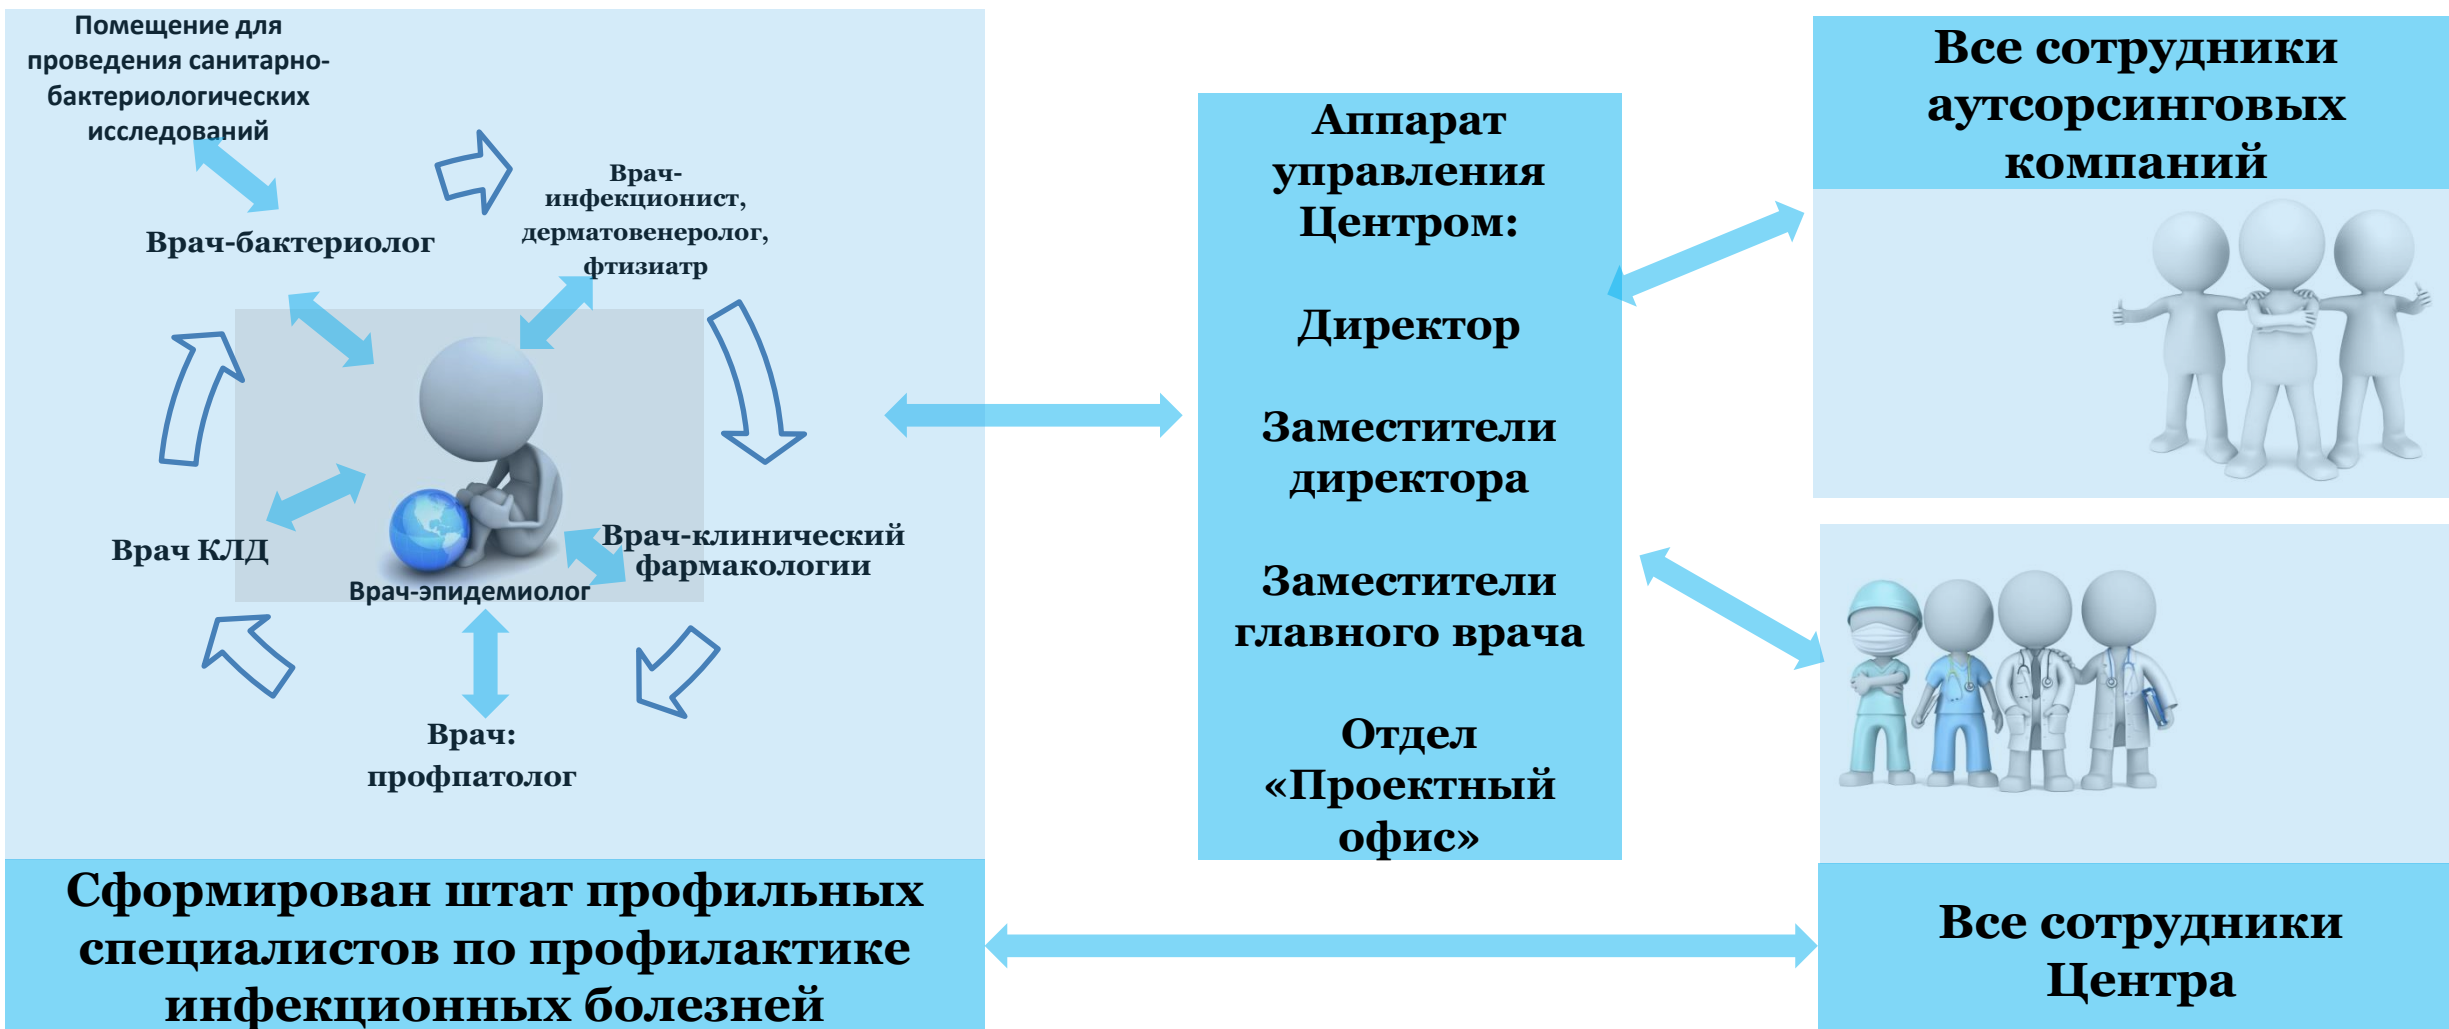 Помещение для
проведения санитарно-
бактериологических
исследований
Врач-бактериолог
Врач-
инфекционист,
дерматовенеролог,
фтизиатр
Врач КЛД
Врач-клинический
фармакологии
Врач-эпидемиолог
Врач:
профпатолог
Сформирован штат профильных
специалистов по профилактике
инфекционных болезней
Аппарат
управления
Центром:
Директор
Заместители
директора
Заместители
главного врача
Отдел
«Проектный
офис»
Все сотрудники
аутсорсинговых
компаний
Все сотрудники
Центра